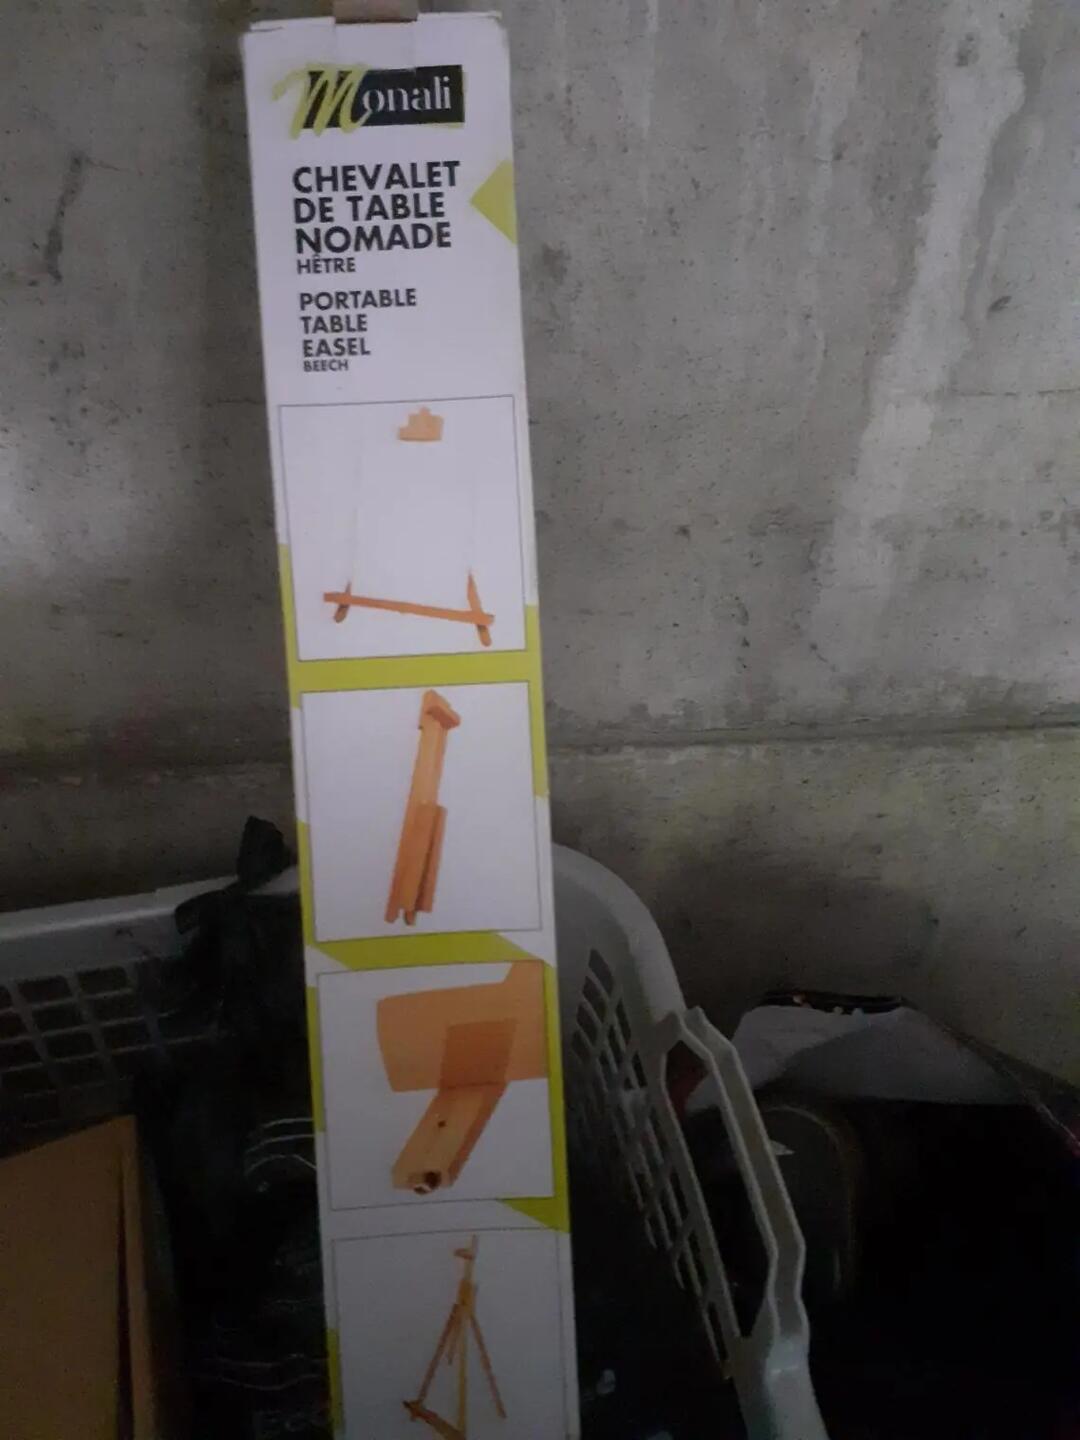 Monali
CHEVALET
DE TABLE
NOMADE
HÊTRE
PORTABLE
TABLE
EASEL
BEECH